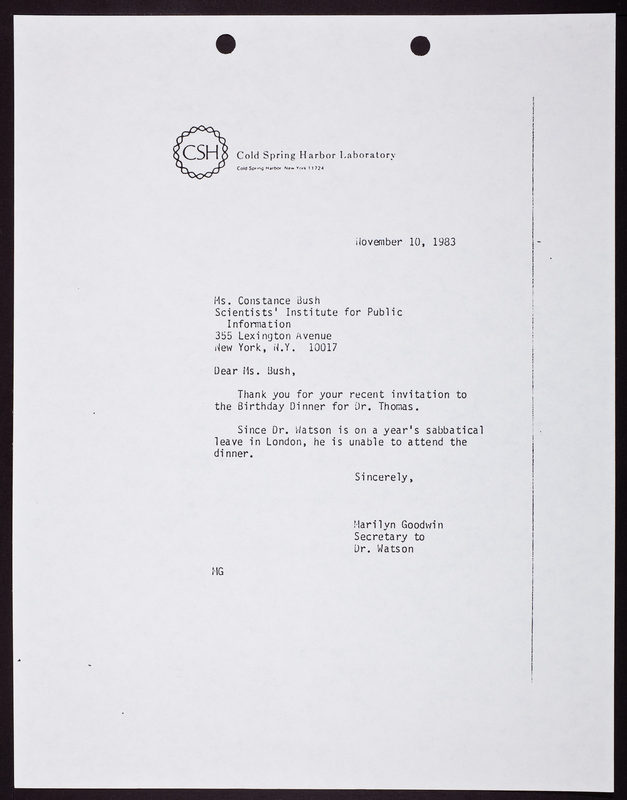 CSH
Cold Spring Harbor Laboratory
Cold Spring Harbor, New York 11724
November 10, 1983
Ms. Constance Bush
Scientists' Institute for Public
Information
355 Lexington Avenue
New York, N.Y. 10017
Dear Ms. Bush,
Thank you for your recent invitation to
the Birthday Dinner for Dr. Thomas.
Since Dr. Watson is on a year's sabbatical
leave in London, he is unable to attend the
dinner.
Sincerely,
Marilyn Goodwin
Secretary to
Dr. Watson
MG